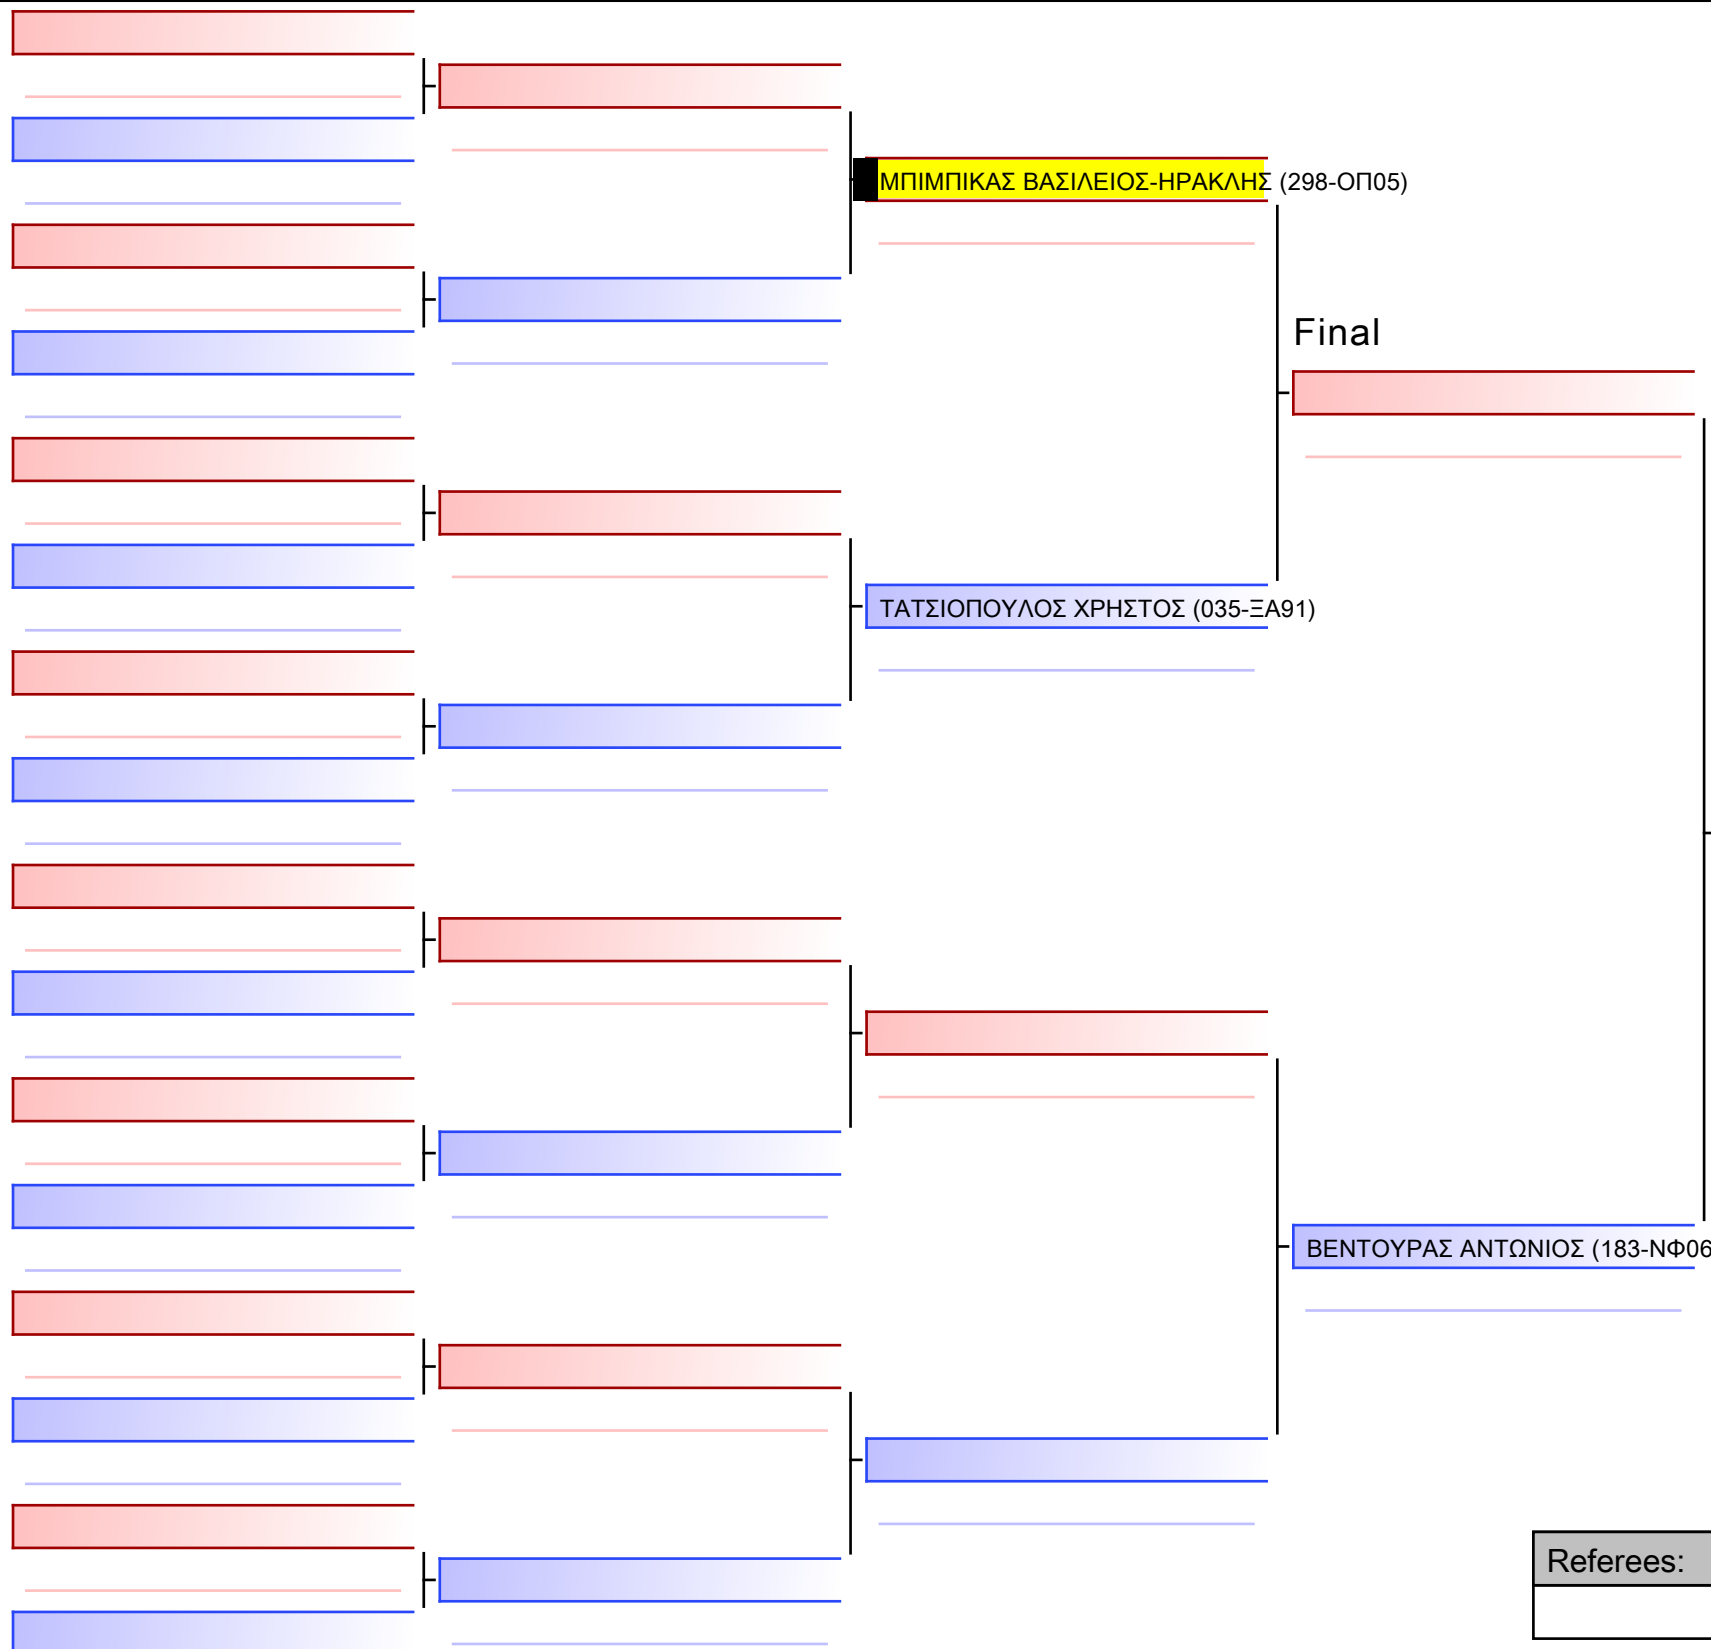 ΜΠΙΜΠΙΚΑΣ ΒΑΣΙΛΕΙΟΣ-ΗΡΑΚΛΗΣ (298-ΟΠ05)
Final
ΤΑΤΣΙΟΠΟΥΛΟΣ ΧΡΗΣΤΟΣ (035-ΞΑ91)
ΒΕΝΤΟΥΡΑΣ ΑΝΤΩΝΙΟΣ (183-ΝΦ06
Referees: